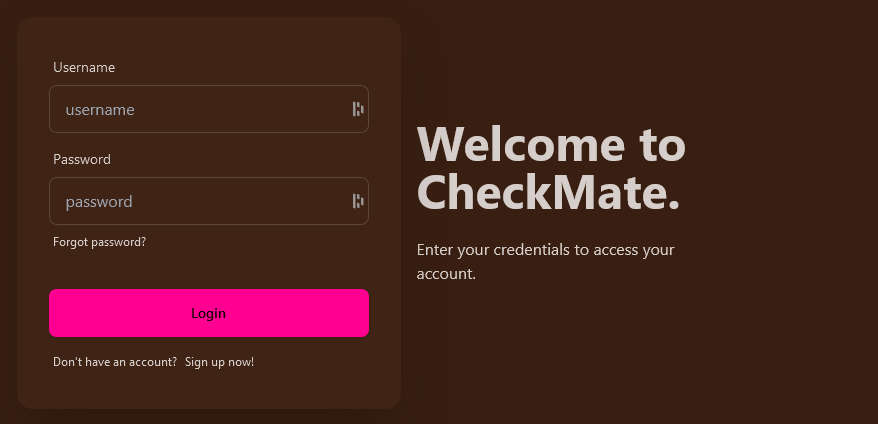 Username
username
Password
password
Forgot password?
Login
Don't have an account? Sign up now!
Welcome to
CheckMate.
Enter your credentials to access your
account.